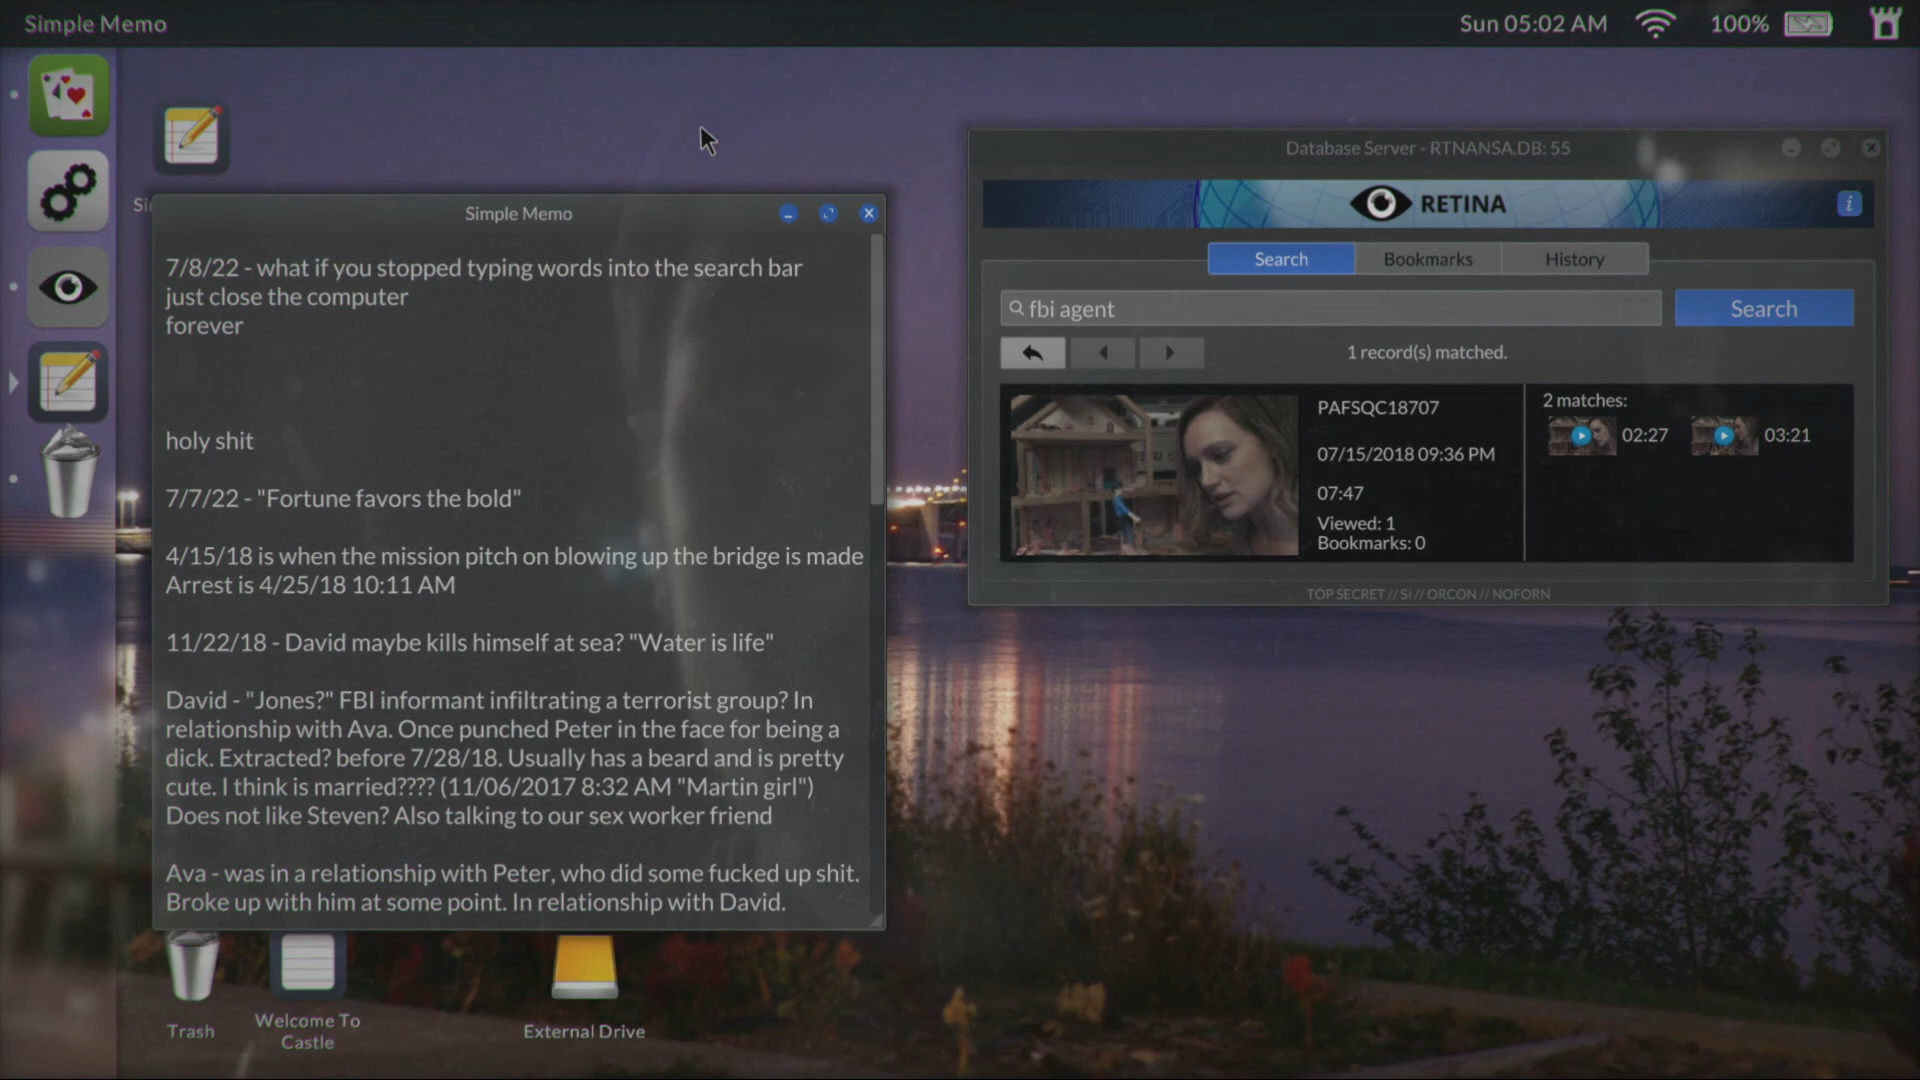 Simple Memo
Sun 05:02 AM
100%
Simple Memo
7/8/22 - what if you stopped typing words into the search bar
just close the computer
forever
holy shit
7/7/22 - "Fortune favors the bold"
4/15/18 is when the mission pitch on blowing up the bridge is made
Arrest is 4/25/18 10:11 AM
11/22/18 - David maybe kills himself at sea? "Water is life"
David - "Jones?" FBI informant infiltrating a terrorist group? In
relationship with Ava. Once punched Peter in the face for being a
dick. Extracted? before 7/28/18. Usually has a beard and is pretty
cute. I think is married???? (11/06/2017 8:32 AM "Martin girl")
Does not like Steven? Also talking to our sex worker friend
Ava - was in a relationship with Peter, who did some fucked up shit.
Broke up with him at some point. In relationship with David.
Trash
Welcome To
Castle
External Drive
Database Server - RTNANSA.DB: 55
RETINA
i
Search
Bookmarks
History
fbi agent
Search
1 record(s) matched.
PAFSQC18707
07/15/2018 09:36 PM
07:47
Viewed: 1
Bookmarks: 0
2 matches:
02:27
03:21
TOP SECRET // SI // ORCON // NOFORN